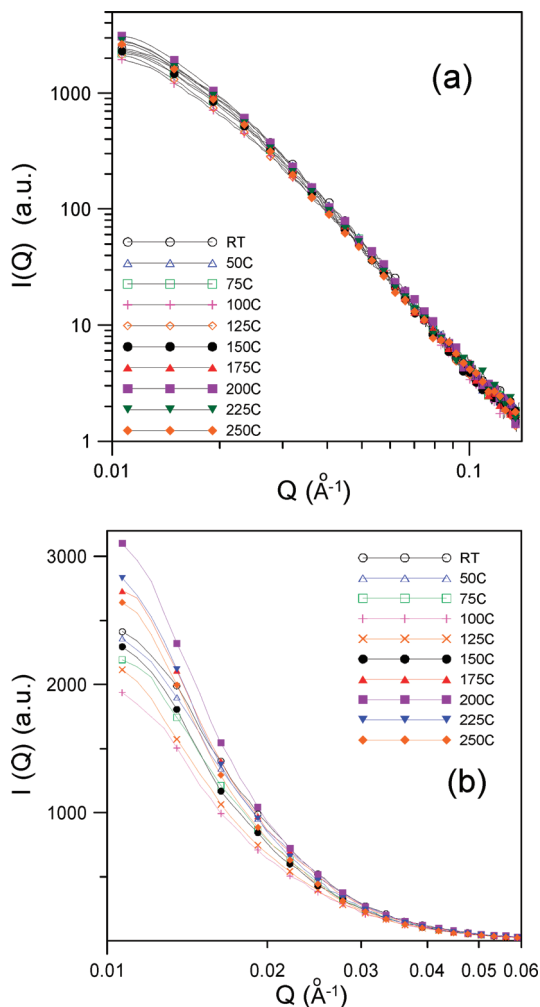 (a)
1000
100
10
1
I(Q) (a.u.)
RT
50C
75C
100C
125C
150C
175C
200C
225C
250C
0.01
0.1
Q (Å-1)
3000
2000
1000
I (Q) (a.u.)
RT
50C
75C
100C
125C
150C
175C
200C
225C
250C
(b)
0.01
0.02
0.03
0.04
0.05
0.06
Q (Å-1)